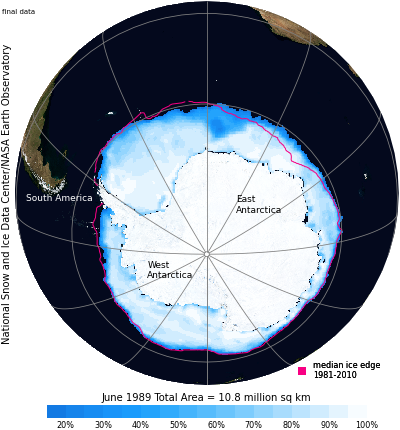 final data
National Snow and Ice Data Center/NASA Earth Observatory
South America
East
Antarctica
West
Antarctica
median ice edge
1981-2010
June 1989 Total Area = 10.8 million sq km
20% 30% 40% 50% 60% 70% 80% 90% 100%